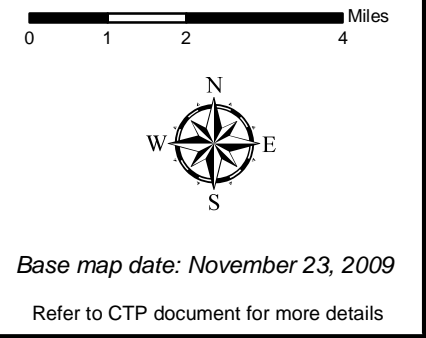 Miles
0 1 2 4
N
W E
S
Base map date: November 23, 2009
Refer to CTP document for more details